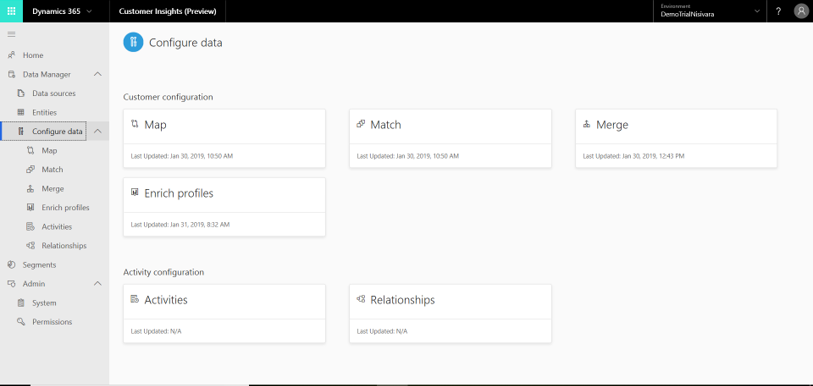 Dynamics 365
Customer Insights (Preview)
Environment
DemoTrialNisivara
?
Home
Data Manager
Data sources
Entities
Configure data
Map
Match
Merge
Enrich profiles
Activities
Relationships
Segments
Admin
System
Permissions
Configure data
Customer configuration
Map
Last Updated: Jan 30, 2019, 10:50 AM
Match
Last Updated: Jan 30, 2019, 10:50 AM
Merge
Last Updated: Jan 30, 2019, 12:43 PM
Enrich profiles
Last Updated: Jan 31, 2019, 8:32 AM
Activity configuration
Activities
Last Updated: N/A
Relationships
Last Updated: N/A